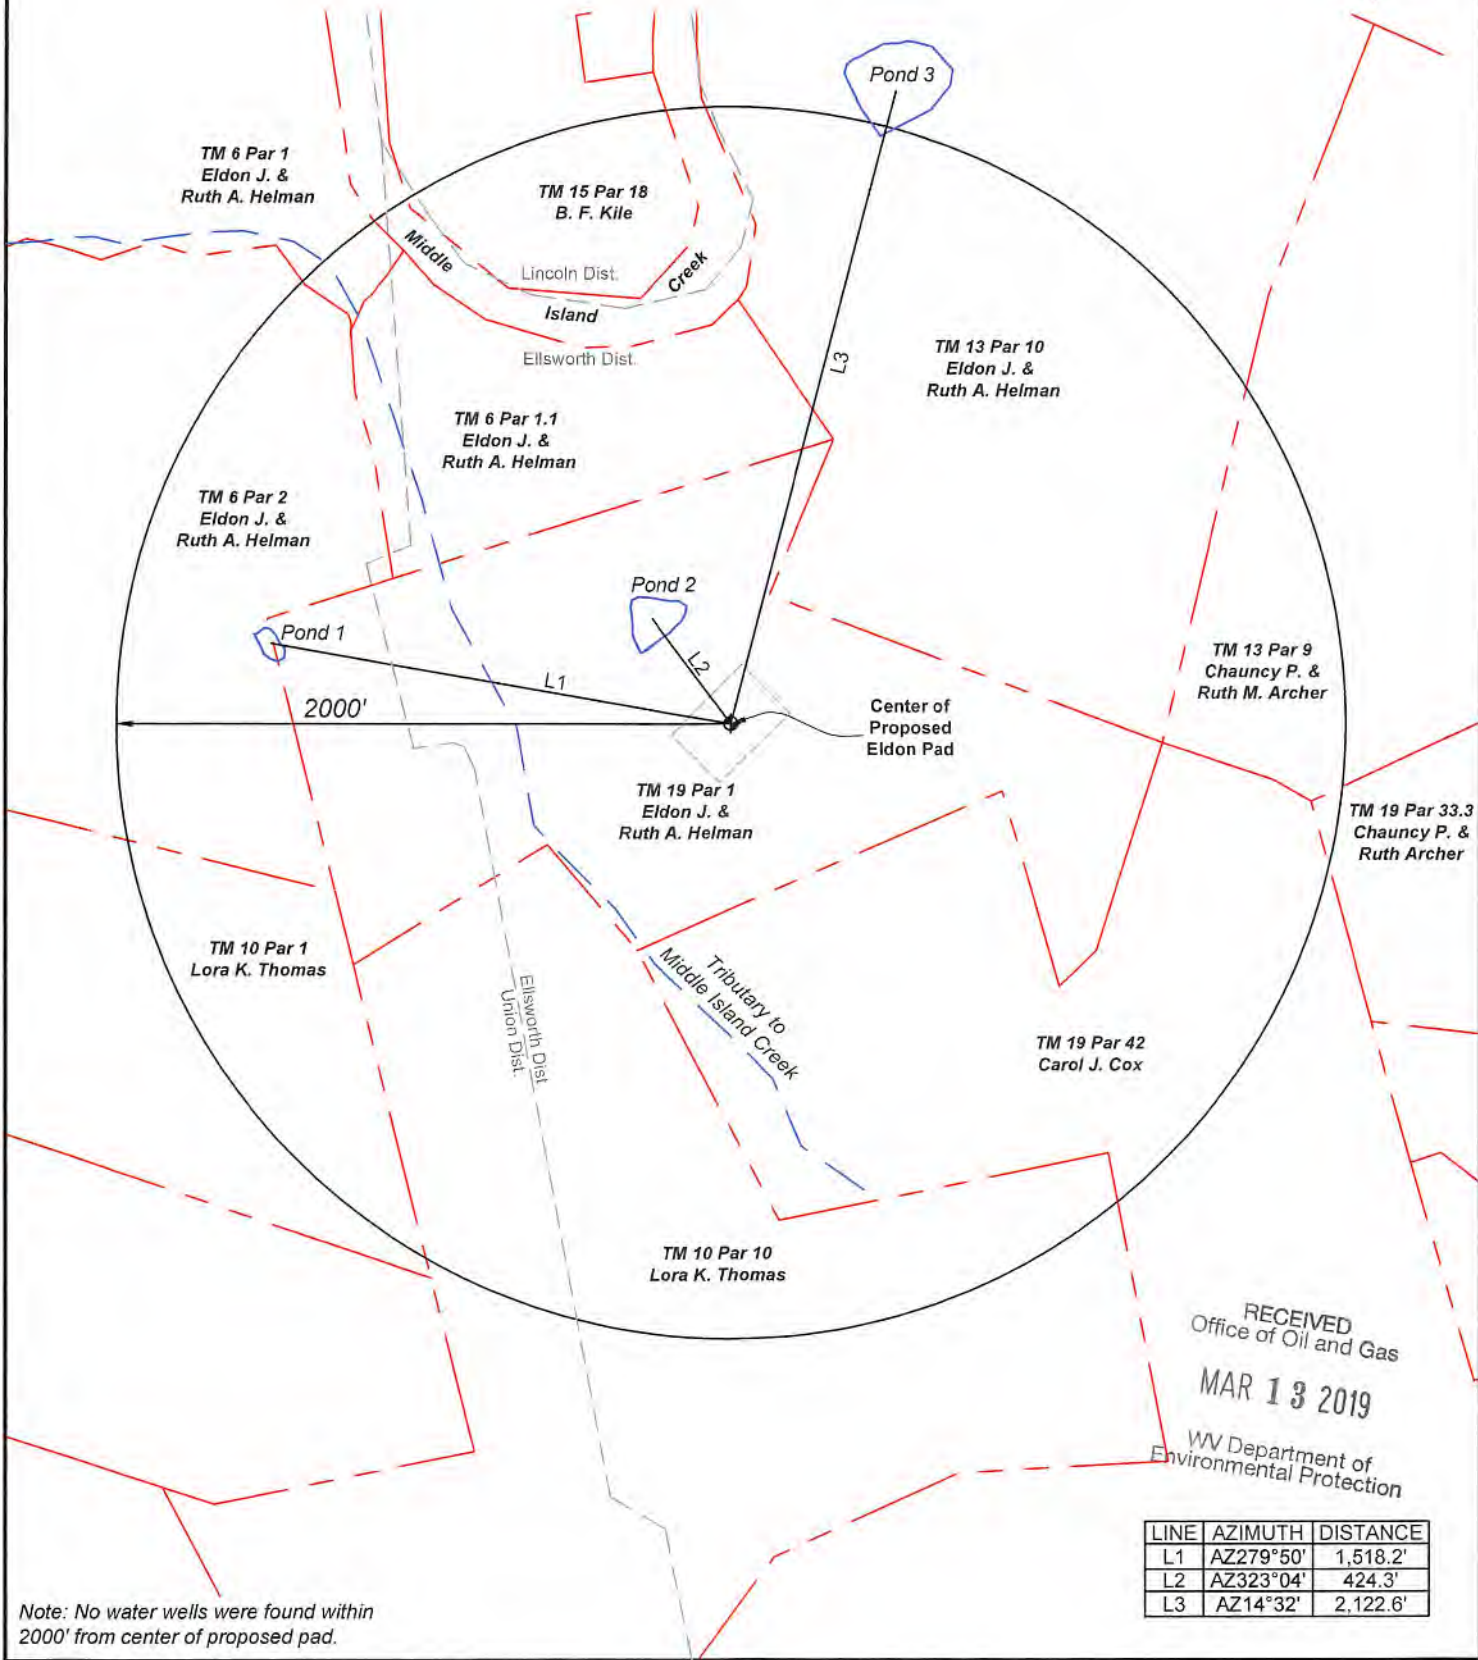 Pond 3
TM 6 Par 1
Eldon J. &
Ruth A. Helman
TM 15 Par 18
B. F. Kile
Middle
Island
Creek
Lincoln Dist.
Ellsworth Dist.
L3
TM 13 Par 10
Eldon J. &
Ruth A. Helman
TM 6 Par 1.1
Eldon J. &
Ruth A. Helman
TM 6 Par 2
Eldon J. &
Ruth A. Helman
Pond 2
Pond 1
L2
L1
2000'
TM 13 Par 9
Chauncy P. &
Ruth M. Archer
Center of
Proposed
Eldon Pad
TM 19 Par 1
Eldon J. &
Ruth A. Helman
TM 19 Par 33.3
Chauncy P. &
Ruth Archer
TM 10 Par 1
Lora K. Thomas
Ellsworth Dist
Union Dist.
Tributary to
Middle Island Creek
TM 19 Par 42
Carol J. Cox
TM 10 Par 10
Lora K. Thomas
RECEIVED
Office of Oil and Gas
MAR 13 2019
WV Department of
Environmental Protection
LINE AZIMUTH DISTANCE
L1 AZ279°50' 1,518.2'
L2 AZ323°04' 424.3'
L3 AZ14°32' 2,122.6'
Note: No water wells were found within
2000' from center of proposed pad.